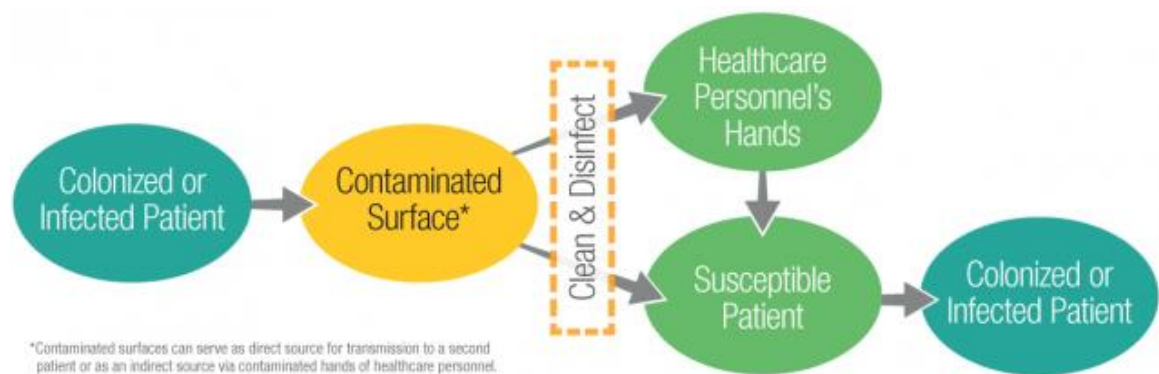 Colonized or
Infected Patient
Contaminated
Surface*
Clean & Disinfect
Healthcare
Personnel's
Hands
Susceptible
Patient
Colonized or
Infected Patient
*Contaminated surfaces can serve as direct source for transmission to a second
patient or as an indirect source via contaminated hands of healthcare personnel.